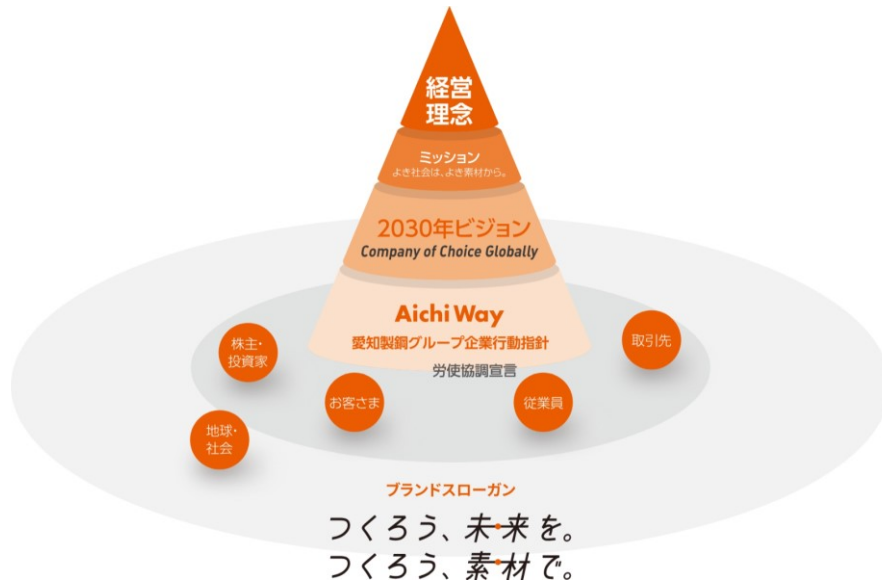 経営
理念
ミッション
よき社会は、よき素材から。
2030年ビジョン
Company of Choice Globally
Aichi Way
愛知製鋼グループ企業行動指針
労使協調宣言
株主・
投資家
取引先
お客さま
従業員
地球・
社会
ブランドスローガン
つくろう、未来を。
つくろう、素材で。